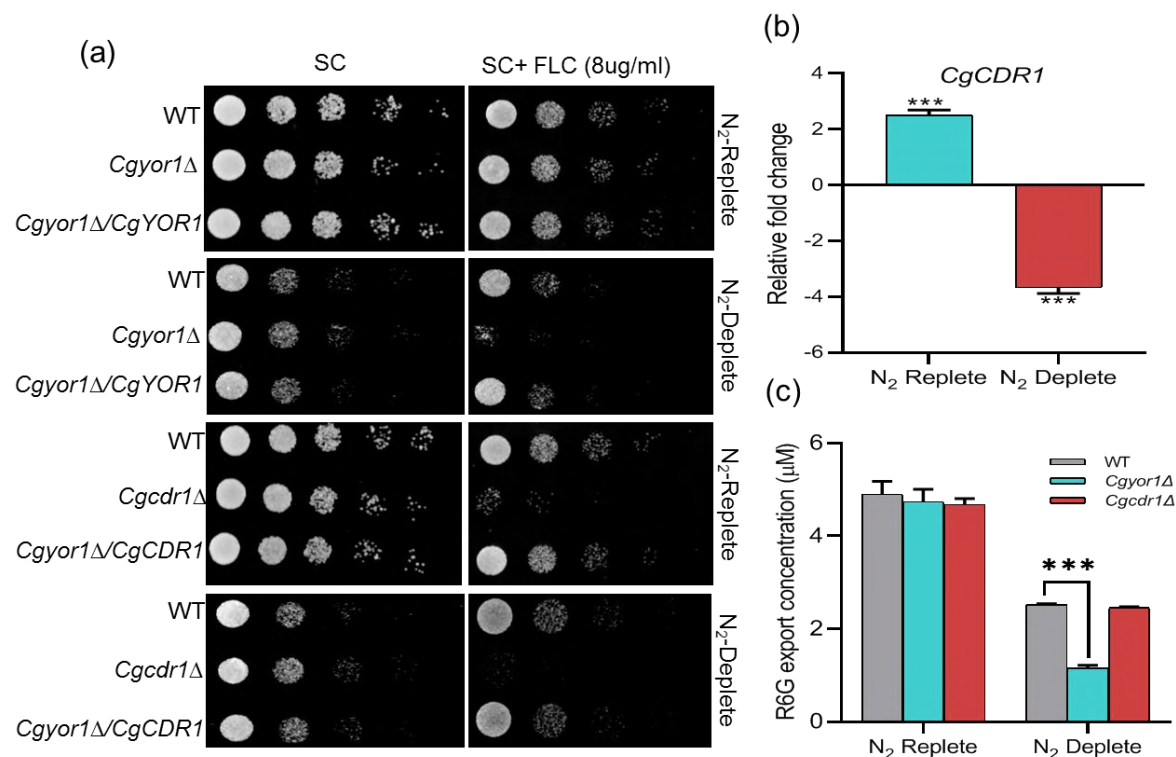 (a)
SC
SC+ FLC (8ug/ml)
WT
Cgyor1Δ
Cgyor1Δ/CgYOR1
N₂-Replete
WT
Cgyor1Δ
Cgyor1Δ/CgYOR1
N₂-Deplete
WT
Cgcdr1Δ
Cgyor1Δ/CgCDR1
N₂-Replete
WT
Cgcdr1Δ
Cgyor1Δ/CgCDR1
N₂-Deplete
(b)
CgCDR1
Relative fold change
4
2
0
-2
-4
-6
***
***
N₂ Replete
N₂ Deplete
(c)
R6G export concentration (μM)
6
4
2
0
WT
Cgyor1Δ
Cgcdr1Δ
***
N₂ Replete
N₂ Deplete